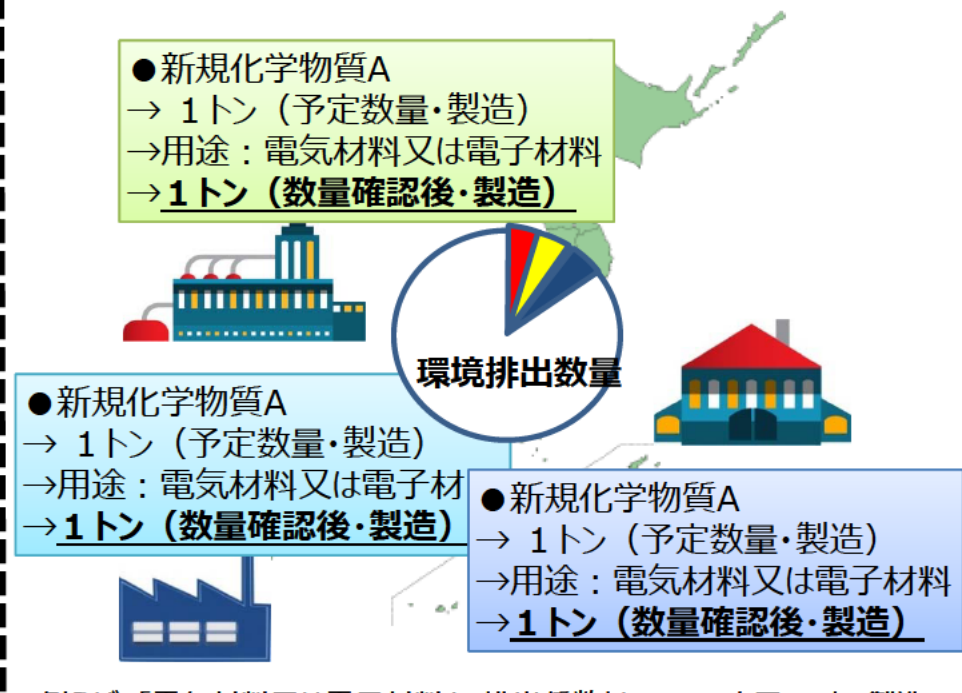 ●新規化学物質A
→ 1トン（予定数量・製造）
→用途：電気材料又は電子材料
→1トン（数量確認後・製造）
環境排出数量
●新規化学物質A
→ 1トン（予定数量・製造）
→用途：電気材料又は電子材
→1トン（数量確認後・製造）
●新規化学物質A
→ 1トン（予定数量・製造）
→用途：電気材料又は電子材料
→1トン（数量確認後・製造）